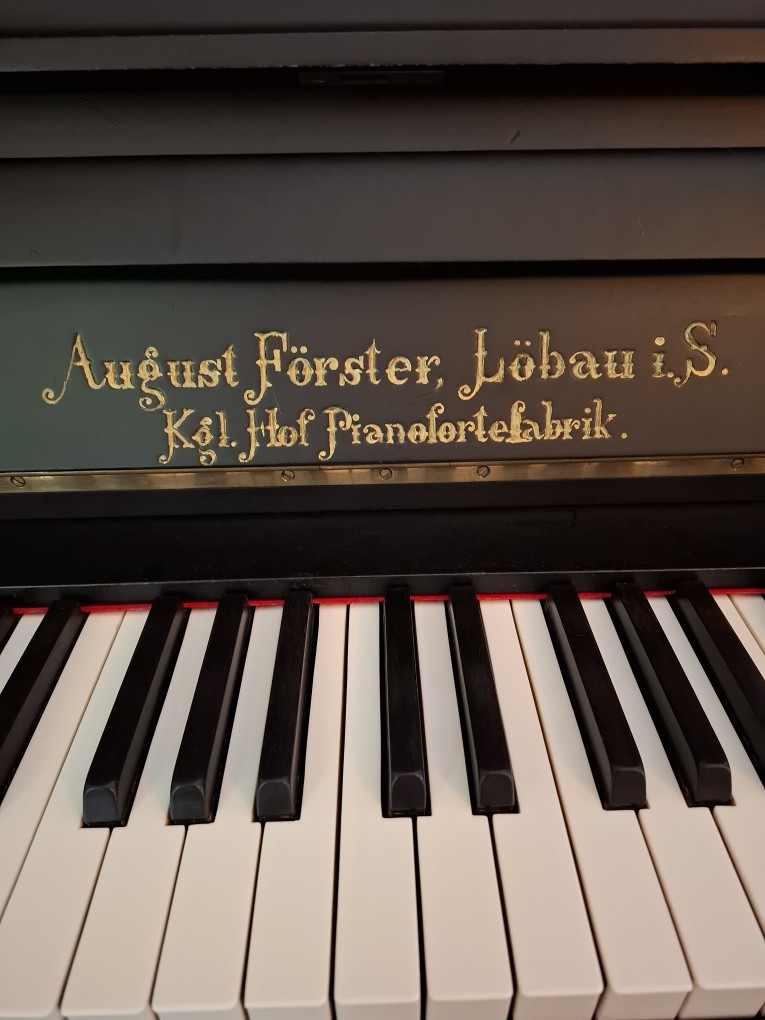 August Förster, Löbau i.S.
Kgl. Hof Pianofortefabrik.